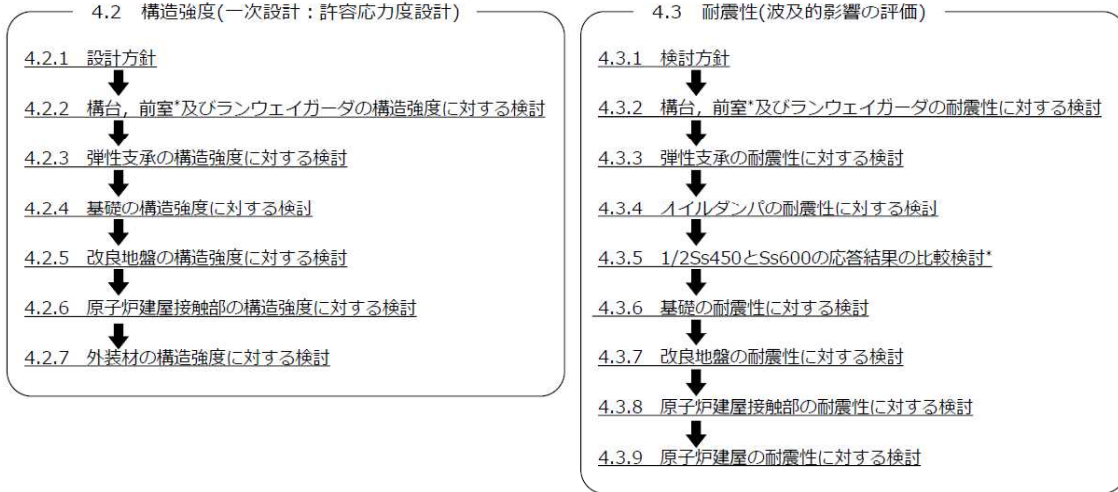 4.2 構造強度(一次設計：許容応力度設計)
4.2.1 設計方針
4.2.2 構台，前室*及びランウェイガーダの構造強度に対する検討
4.2.3 弾性支承の構造強度に対する検討
4.2.4 基礎の構造強度に対する検討
4.2.5 改良地盤の構造強度に対する検討
4.2.6 原子炉建屋接触部の構造強度に対する検討
4.2.7 外装材の構造強度に対する検討
4.3 耐震性(波及的影響の評価)
4.3.1 検討方針
4.3.2 構台，前室*及びランウェイガーダの耐震性に対する検討
4.3.3 弾性支承の耐震性に対する検討
4.3.4 オイルダンパの耐震性に対する検討
4.3.5 1/2Ss450とSs600の応答結果の比較検討*
4.3.6 基礎の耐震性に対する検討
4.3.7 改良地盤の耐震性に対する検討
4.3.8 原子炉建屋接触部の耐震性に対する検討
4.3.9 原子炉建屋の耐震性に対する検討